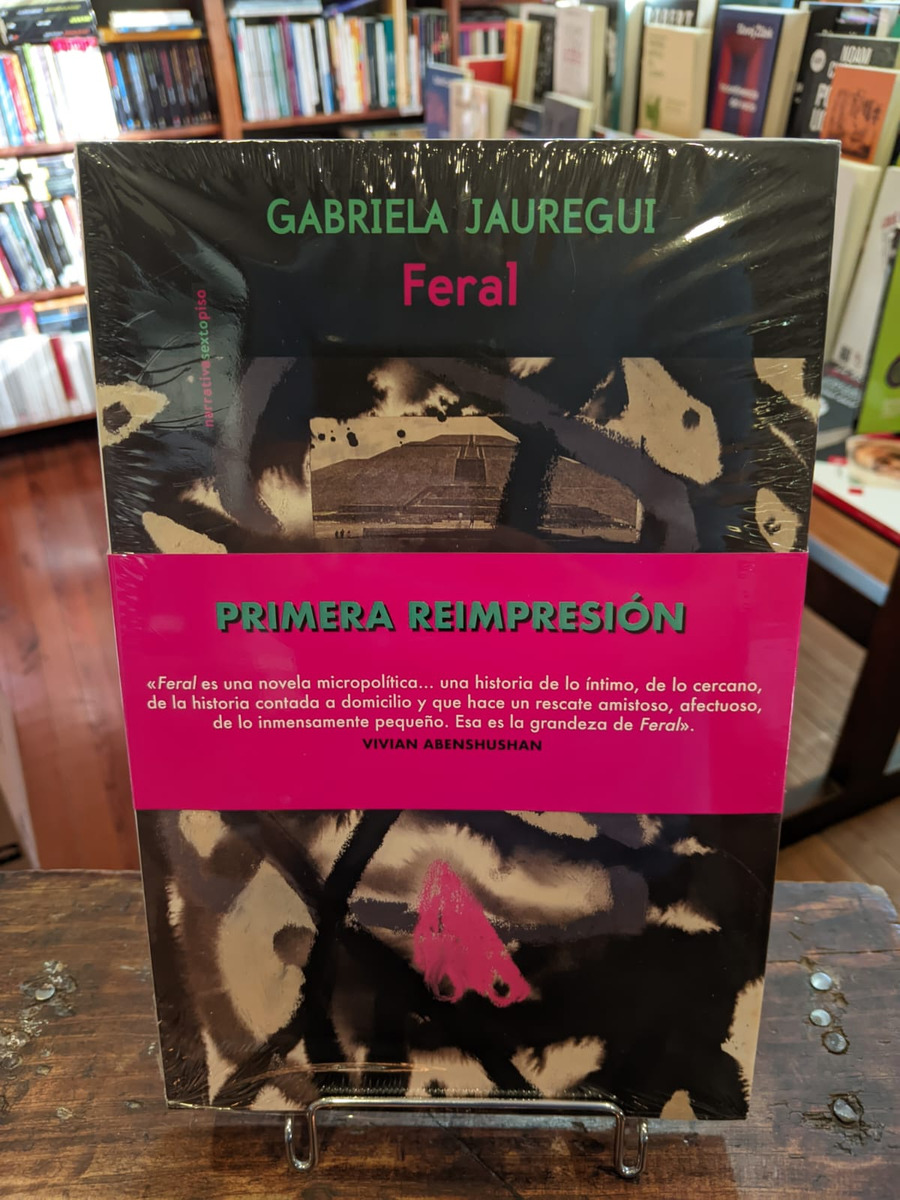 GABRIELA JAUREGUI
Feral
narrativasextopiso
PRIMERA REIMPRESIÓN
«Feral es una novela micropolítica... una historia de lo íntimo, de lo cercano,
de la historia contada a domicilio y que hace un rescate amistoso, afectuoso,
de lo inmensamente pequeño. Esa es la grandeza de Feral».
VIVIAN ABENSHUSHAN
NOAM